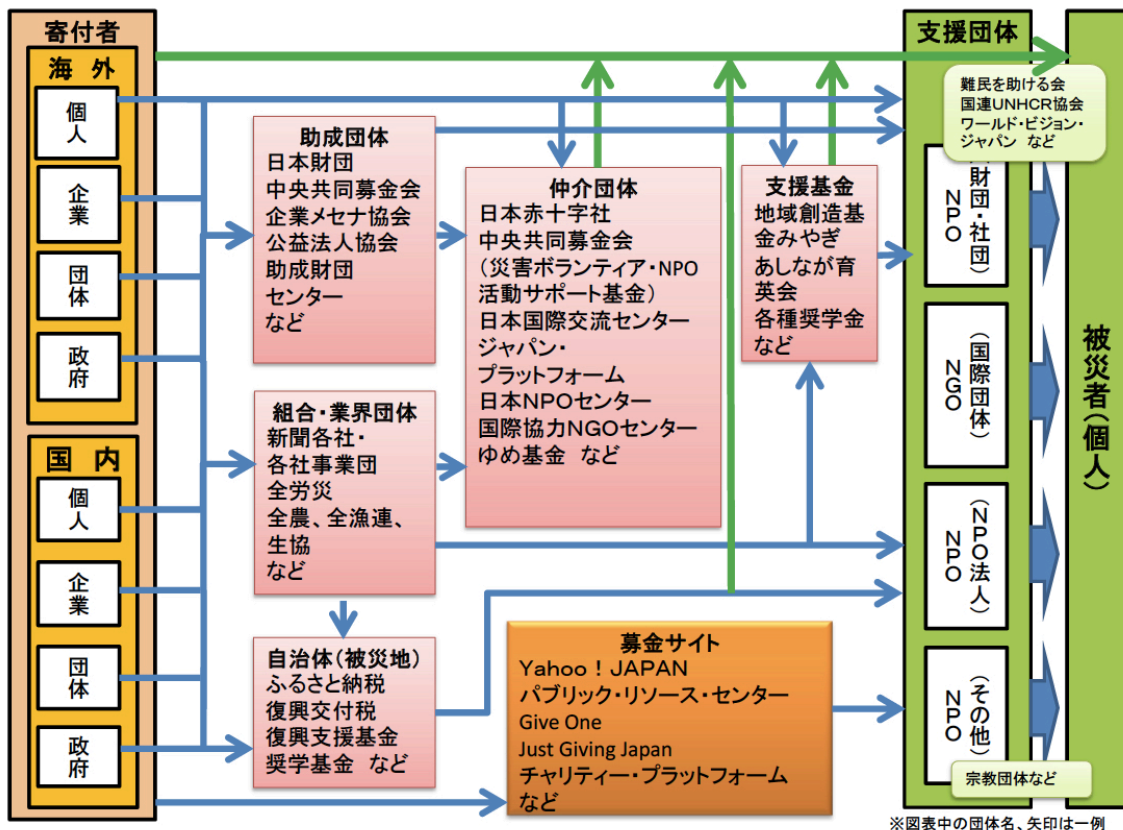 寄付者
海 外
個人
企業
団体
政府
国 内
個人
企業
団体
政府
助成団体
日本財団
中央共同募金会
企業メセナ協会
公益法人協会
助成財団
センター
など
組合・業界団体
新聞各社・
各社事業団
全労災
全農、全漁連、
生協
など
自治体(被災地)
ふるさと納税
復興交付税
復興支援基金
奨学基金 など
仲介団体
日本赤十字社
中央共同募金会
(災害ボランティア・NPO
活動サポート基金)
日本国際交流センター
ジャパン・
プラットフォーム
日本NPOセンター
国際協力NGOセンター
ゆめ基金 など
募金サイト
Yahoo!JAPAN
パブリック・リソース・センター
Give One
Just Giving Japan
チャリティー・プラットフォーム
など
支援基金
地域創造基
金みやぎ
あしなが育
英会
各種奨学金
など
支援団体
難民を助ける会
国連UNHCR協会
ワールド・ビジョン・
ジャパン など
財団・社団)
NPO
(国際団体)
NGO
(NPO法人)
NPO
(その他)
NPO
宗教団体など
被災者(個人)
※図表中の団体名、矢印は一例